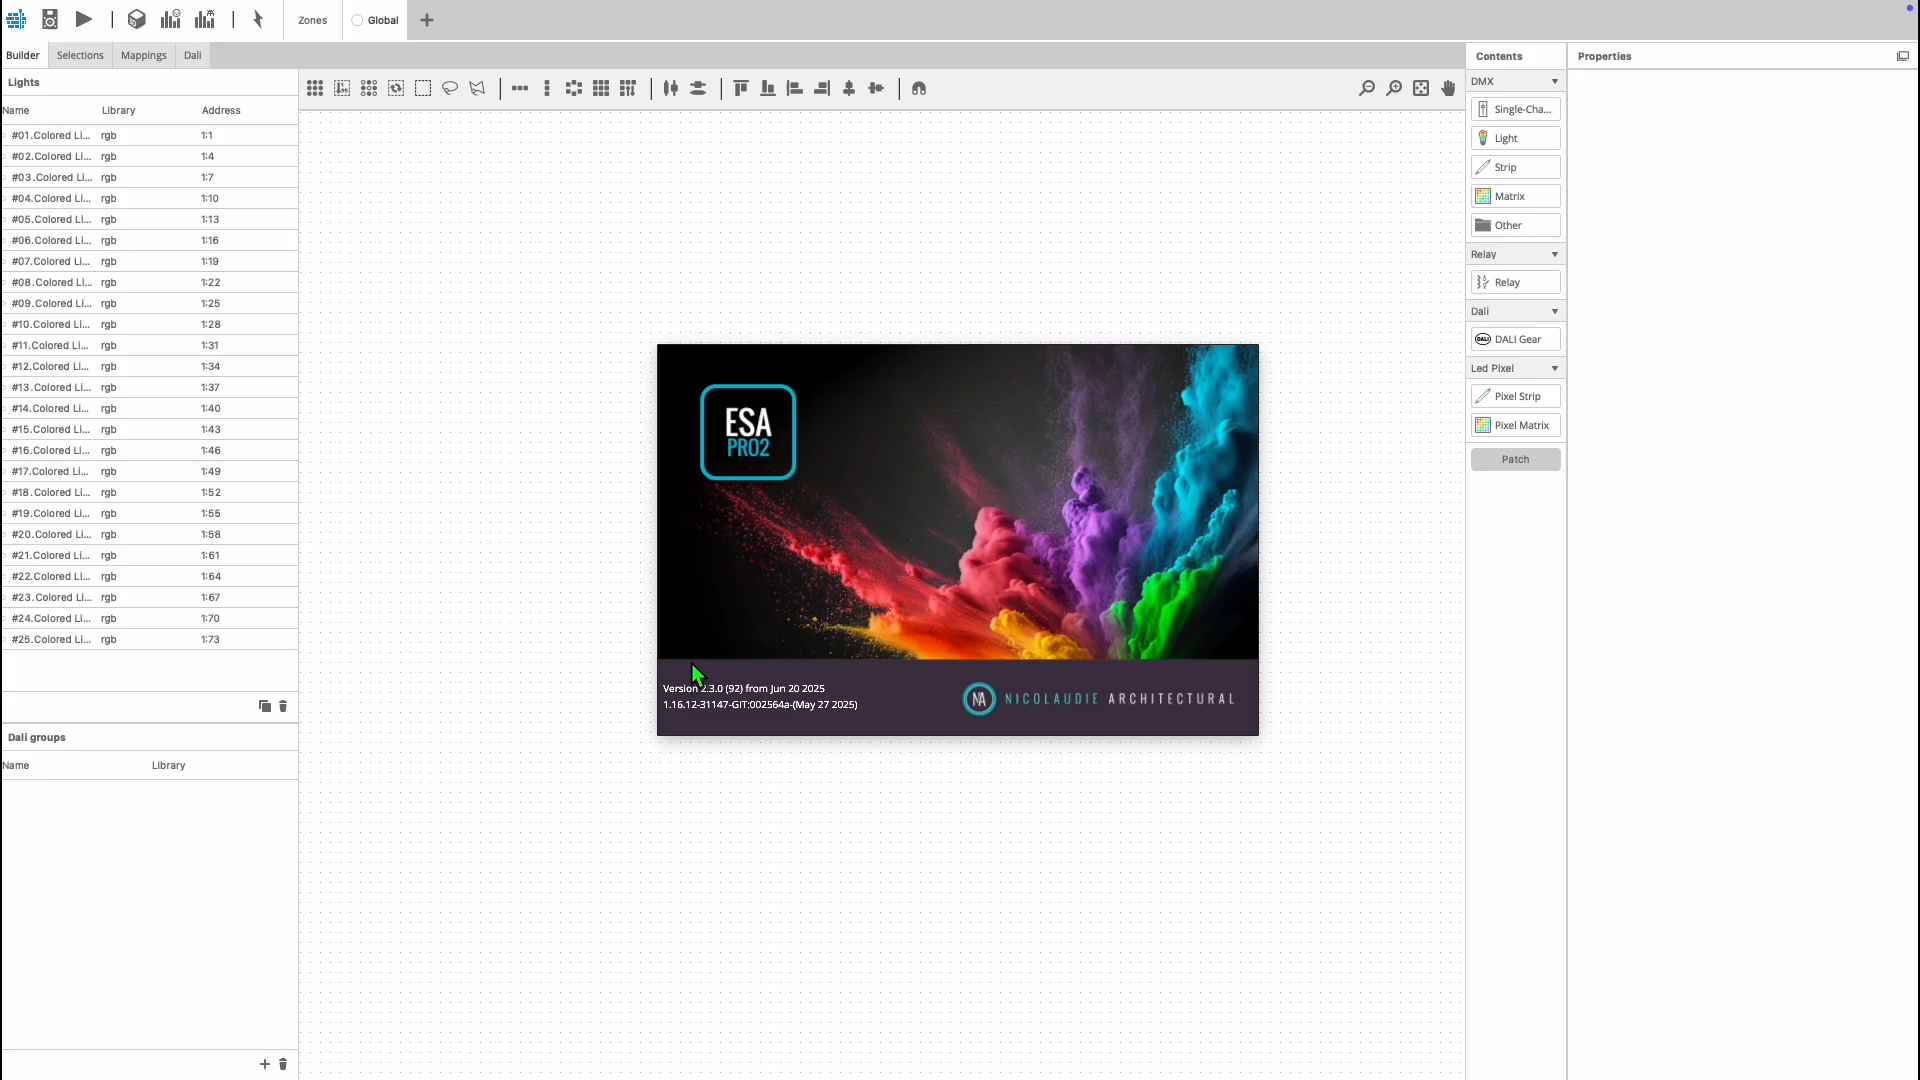 Zones
Global
Builder
Selections
Mappings
Dali
Contents
Properties
Lights
DMX
Name Library Address
#01.Colored Li... rgb 1:1
#02.Colored Li... rgb 1:4
#03.Colored Li... rgb 1:7
#04.Colored Li... rgb 1:10
#05.Colored Li... rgb 1:13
#06.Colored Li... rgb 1:16
#07.Colored Li... rgb 1:19
#08.Colored Li... rgb 1:22
#09.Colored Li... rgb 1:25
#10.Colored Li... rgb 1:28
#11.Colored Li... rgb 1:31
#12.Colored Li... rgb 1:34
#13.Colored Li... rgb 1:37
#14.Colored Li... rgb 1:40
#15.Colored Li... rgb 1:43
#16.Colored Li... rgb 1:46
#17.Colored Li... rgb 1:49
#18.Colored Li... rgb 1:52
#19.Colored Li... rgb 1:55
#20.Colored Li... rgb 1:58
#21.Colored Li... rgb 1:61
#22.Colored Li... rgb 1:64
#23.Colored Li... rgb 1:67
#24.Colored Li... rgb 1:70
#25.Colored Li... rgb 1:73
Dali groups
Name Library
ESA
PRO2
Version 2.3.0 (92) from Jun 20 2025
1.16.12-31147-GIT:002564a-(May 27 2025)
NA
NICOLAUDIE ARCHITECTURAL
Single-Cha...
Light
Strip
Matrix
Other
Relay
Relay
Dali
DALI
DALI Gear
Led Pixel
Pixel Strip
Pixel Matrix
Patch